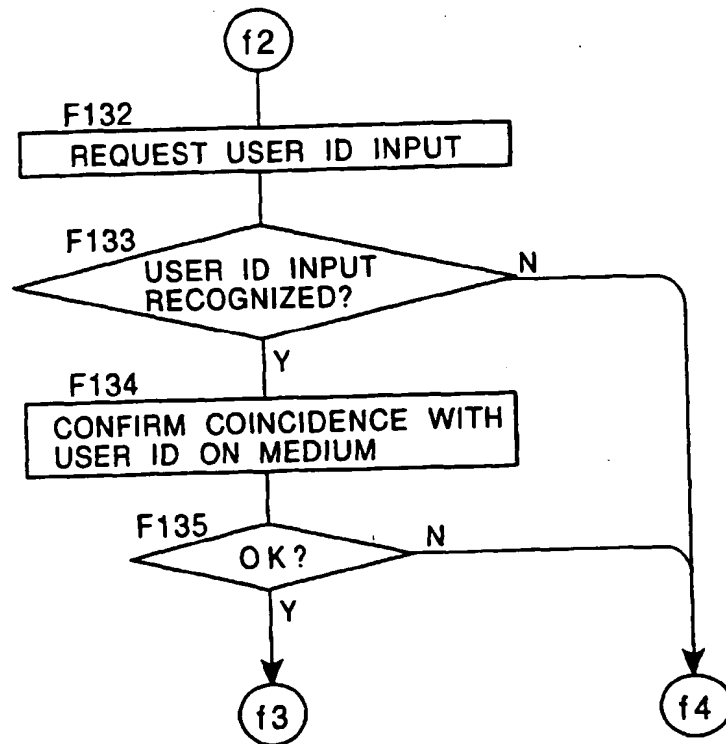 f2
F132
REQUEST USER ID INPUT
F133
USER ID INPUT
RECOGNIZED?
N
Y
F134
CONFIRM COINCIDENCE WITH
USER ID ON MEDIUM
F135
OK?
N
Y
f3
f4